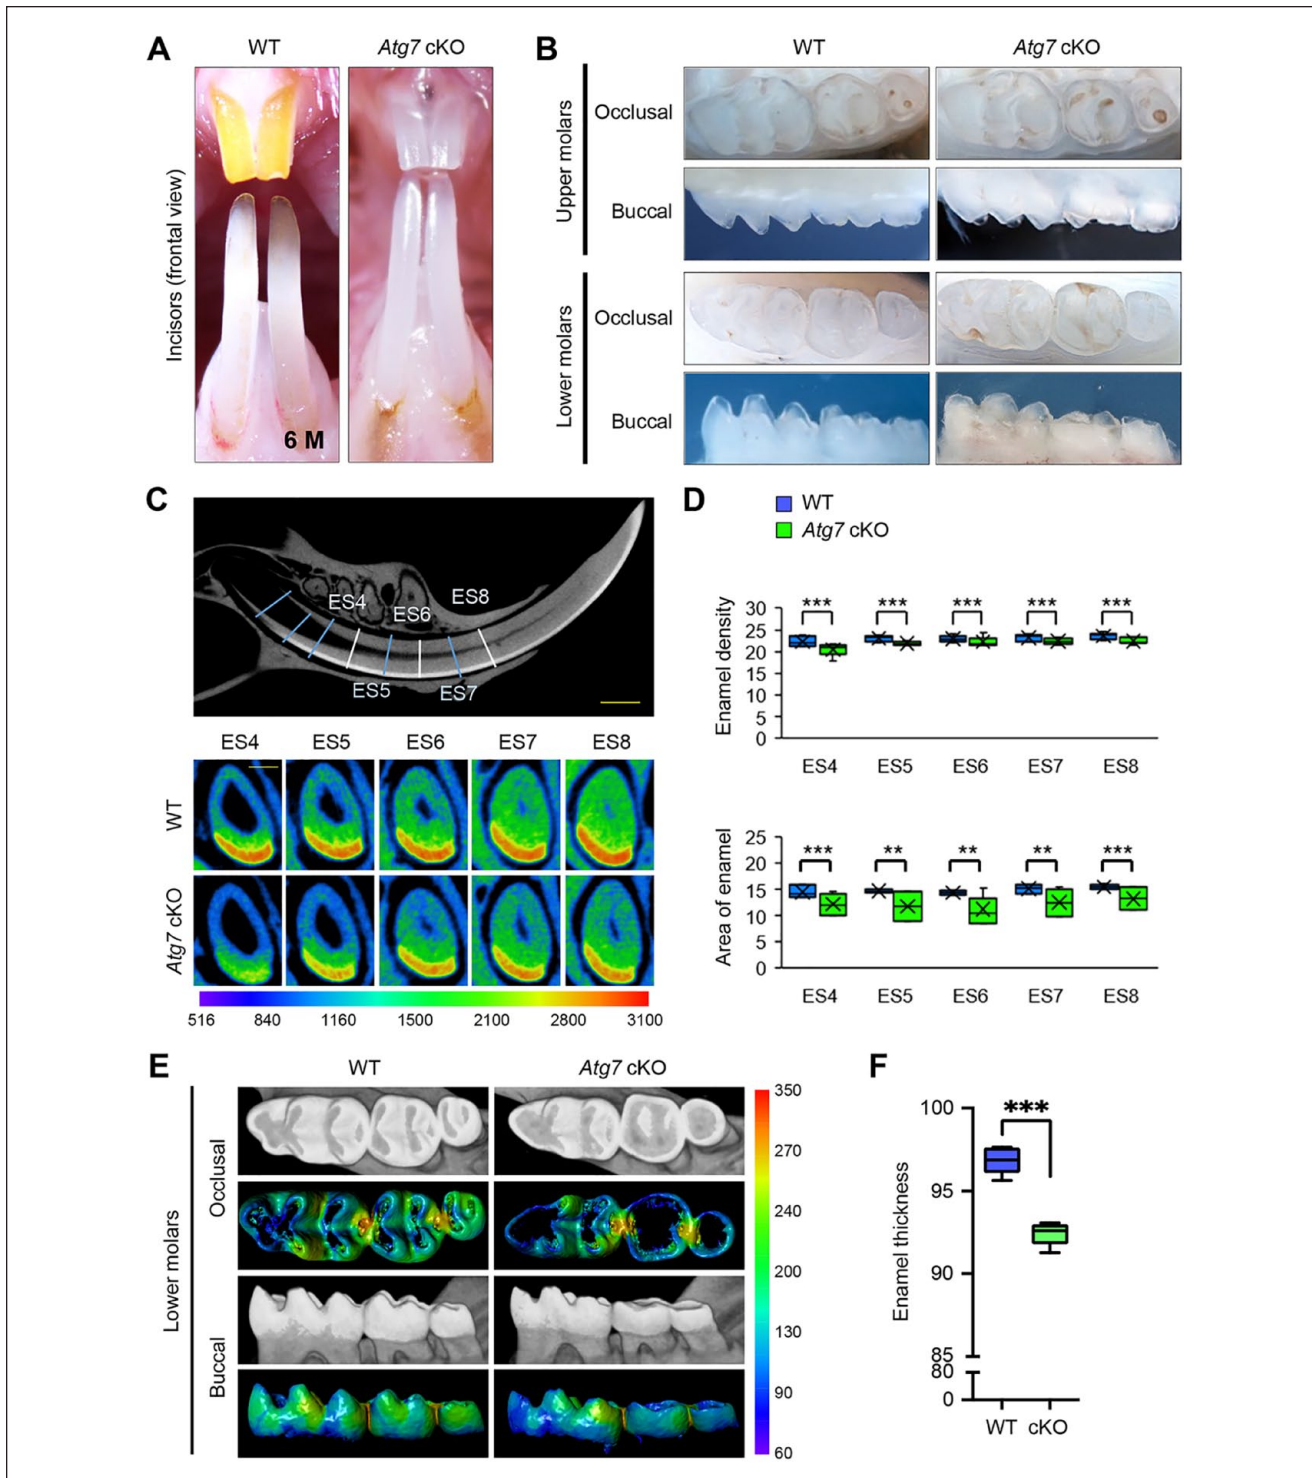 A
WT
Atg7 cKO
Incisors (frontal view)
6 M
B
WT
Atg7 cKO
Upper molars
Occlusal
Buccal
Lower molars
Occlusal
Buccal
C
ES4
ES6
ES8
ES5
ES7
ES4 ES5 ES6 ES7 ES8
WT
Atg7 cKO
516 840 1160 1500 2100 2800 3100
D
WT
Atg7 cKO
Enamel density
30
25
20
15
10
5
0
*** *** *** *** ***
ES4 ES5 ES6 ES7 ES8
Area of enamel
25
20
15
10
5
0
*** ** ** ** ***
ES4 ES5 ES6 ES7 ES8
E
WT
Atg7 cKO
Lower molars
Occlusal
Buccal
350
270
240
200
130
90
60
F
Enamel thickness
100
95
90
85
80
0
***
WT cKO